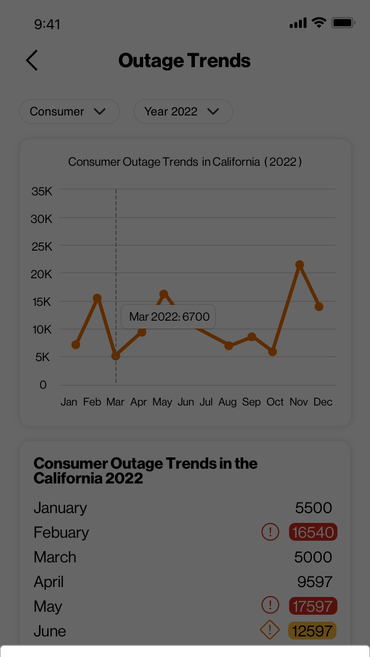 9:41
Outage Trends
Consumer
Year 2022
Consumer Outage Trends in California (2022)
35K
30K
25K
20K
15K
10K
5K
0
Mar 2022: 6700
Jan Feb Mar Apr May Jun Jul Aug Sep Oct Nov Dec
Consumer Outage Trends in the
California 2022
January 5500
Febuary ! 16540
March 5000
April 9597
May ! 17597
June ! 12597